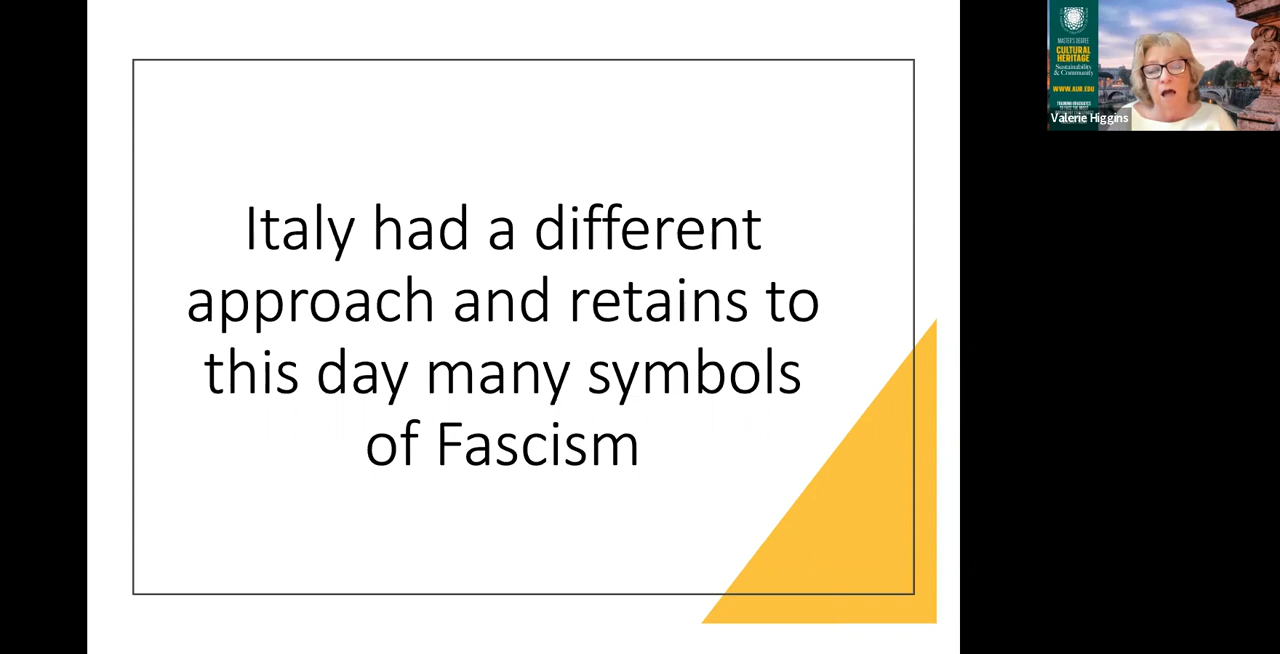 Italy had a different
approach and retains to
this day many symbols
of Fascism
MASTER'S DEGREE
CULTURAL
HERITAGE
Sustainability
& Community
WWW.AUR.EDU
Valerie Higgins